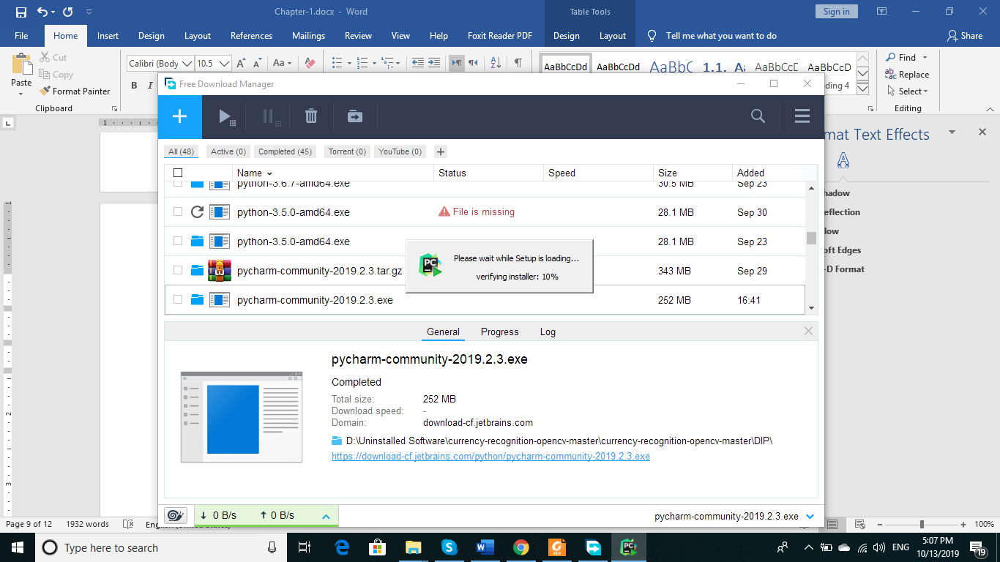 Chapter-1.docx - Word
Table Tools
Sign in
File Home Insert Design Layout References Mailings Review View Help Foxit Reader PDF Design Layout Tell me what you want to do Share
Paste
Cut
Copy
Format Painter
Clipboard
Calibri (Body 10.5
B I
AaBbCcDd AaBbCcDd AaBbC 1.1. A AaBbCcD AaBbCcD
ding 4
Find
Replace
Select
Editing
mat Text Effects
hadow
eflection
low
oft Edges
-D Format
Free Download Manager
All (48) Active (0) Completed (45) Torrent (0) YouTube (0) +
Name Status Speed Size Added
python-3.6.7-amd64.exe 30.5 MB Sep 23
python-3.5.0-amd64.exe File is missing 28.1 MB Sep 30
python-3.5.0-amd64.exe 28.1 MB Sep 23
pycharm-community-2019.2.3.tar.gz 343 MB Sep 29
pycharm-community-2019.2.3.exe 252 MB 16:41
PC
Please wait while Setup is loading...
verifying installer: 10%
General Progress Log
pycharm-community-2019.2.3.exe
Completed
Total size: 252 MB
Download speed: -
Domain: download-cf.jetbrains.com
D:\Uninstalled Software\currency-recognition-opencv-master\currency-recognition-opencv-master\DIP\
https://download-cf.jetbrains.com/python/pycharm-community-2019.2.3.exe
0 B/s 0 B/s
pycharm-community-2019.2.3.exe
Page 9 of 12 1932 words English (United States)
100%
Type here to search
ENG
5:07 PM
10/13/2019
19